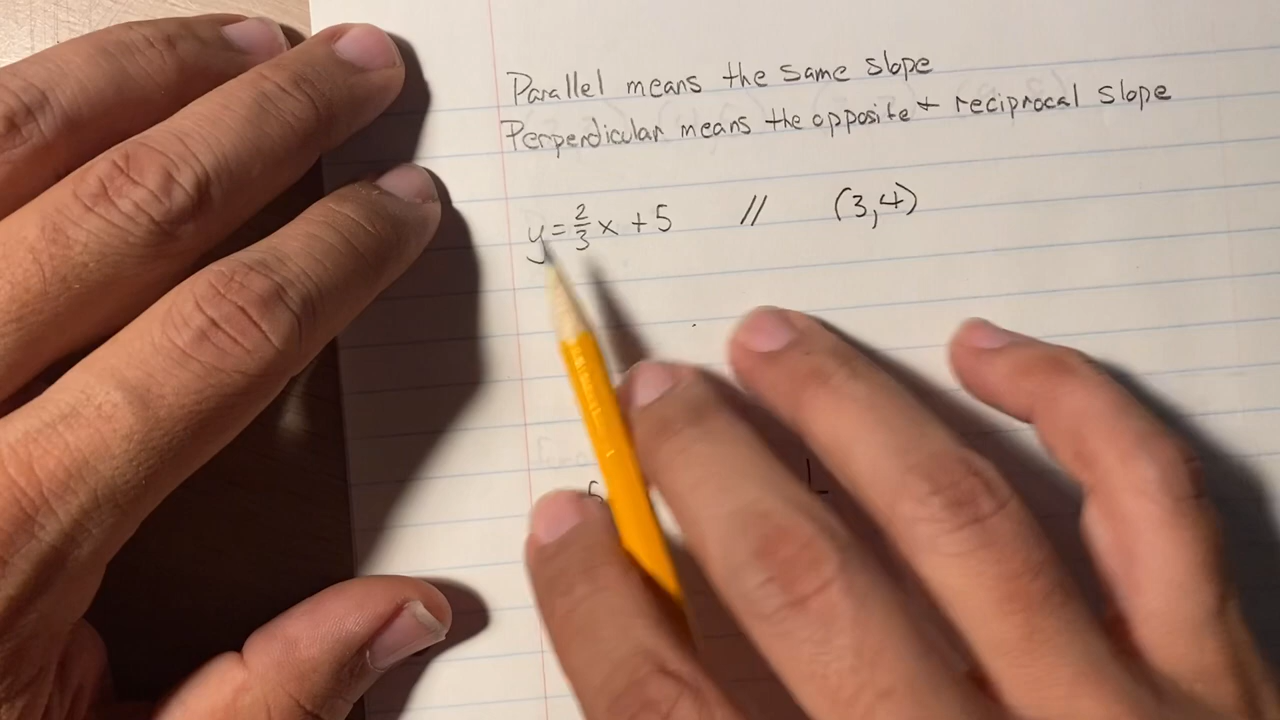 Parallel means the same slope
Perpendicular means the opposite + reciprocal slope
y = 2/3 x + 5 // (3,4)